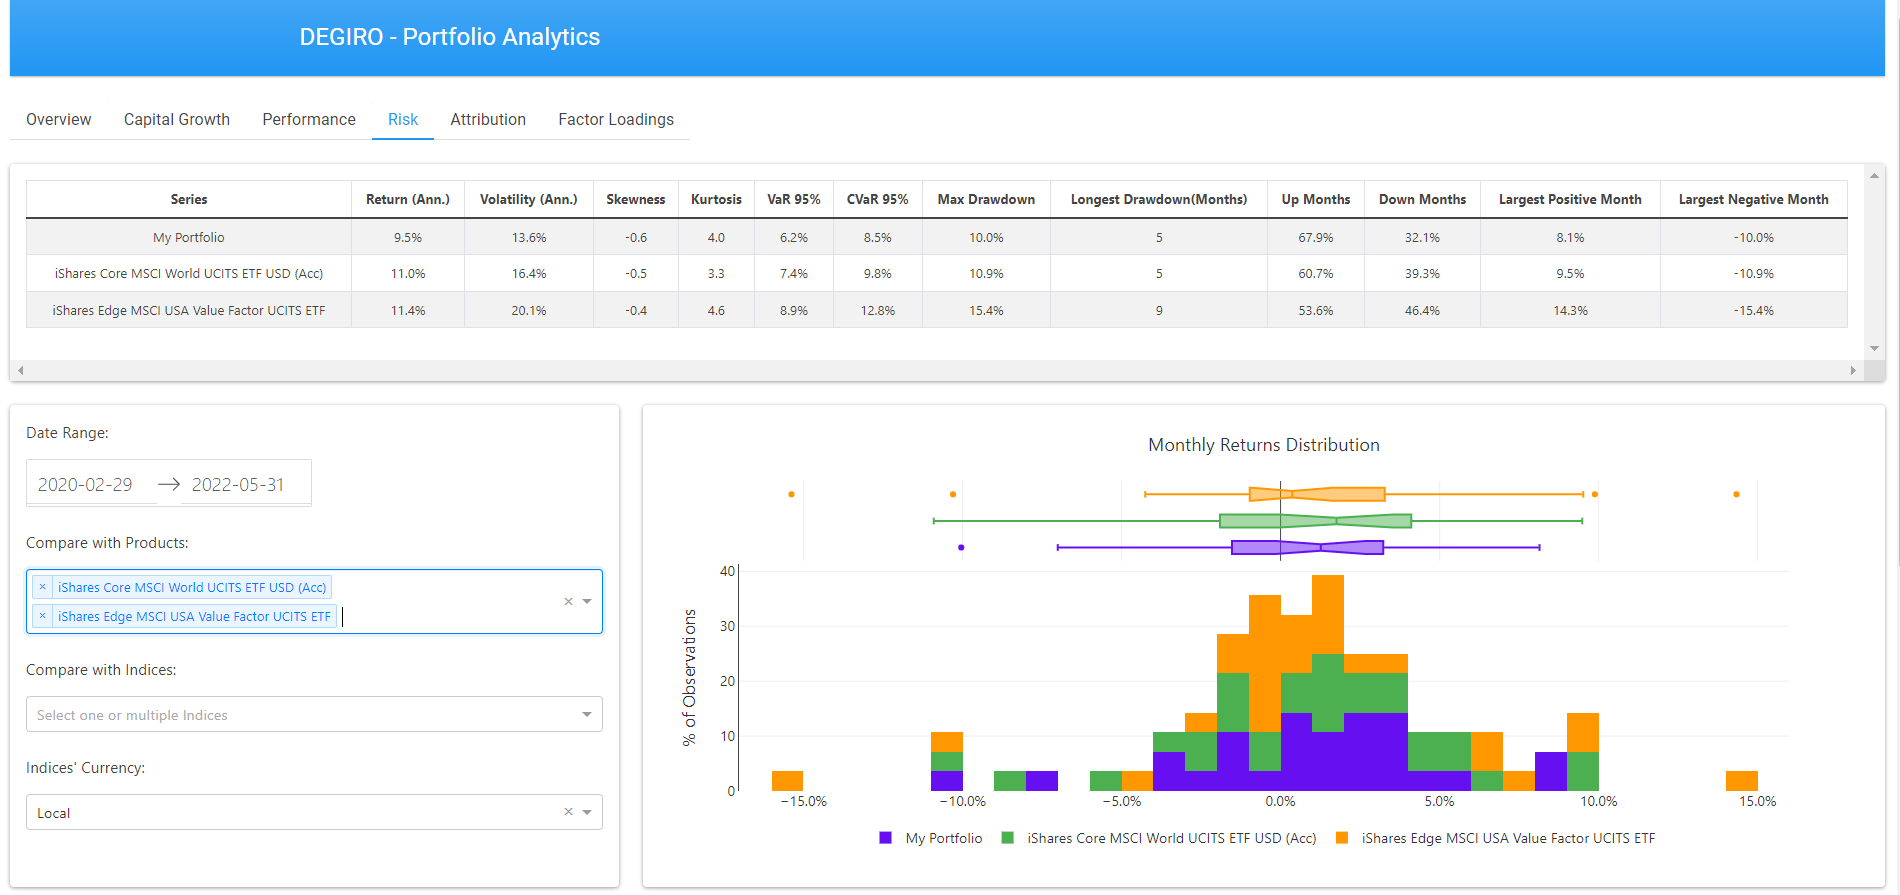 DEGIRO - Portfolio Analytics
Overview Capital Growth Performance Risk Attribution Factor Loadings
Series Return (Ann.) Volatility (Ann.) Skewness Kurtosis VaR 95% CVaR 95% Max Drawdown Longest Drawdown(Months) Up Months Down Months Largest Positive Month Largest Negative Month
My Portfolio 9.5% 13.6% -0.6 4.0 6.2% 8.5% 10.0% 5 67.9% 32.1% 8.1% -10.0%
iShares Core MSCI World UCITS ETF USD (Acc) 11.0% 16.4% -0.5 3.3 7.4% 9.8% 10.9% 5 60.7% 39.3% 9.5% -10.9%
iShares Edge MSCI USA Value Factor UCITS ETF 11.4% 20.1% -0.4 4.6 8.9% 12.8% 15.4% 9 53.6% 46.4% 14.3% -15.4%
Date Range:
2020-02-29 → 2022-05-31
Compare with Products:
× iShares Core MSCI World UCITS ETF USD (Acc)
× iShares Edge MSCI USA Value Factor UCITS ETF
×
Compare with Indices:
Select one or multiple Indices
Indices' Currency:
Local ×
Monthly Returns Distribution
% of Observations
40
30
20
10
0
−15.0% −10.0% −5.0% 0.0% 5.0% 10.0% 15.0%
My Portfolio iShares Core MSCI World UCITS ETF USD (Acc) iShares Edge MSCI USA Value Factor UCITS ETF